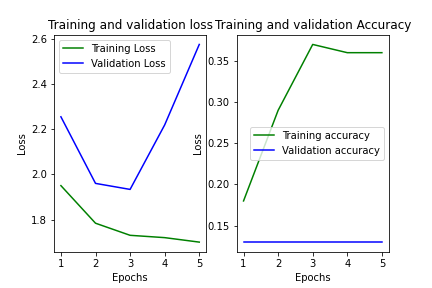 Training and validation loss
2.6
2.4
2.2
2.0
1.8
Loss
Training Loss
Validation Loss
1
2
3
4
5
Epochs
Training and validation Accuracy
0.35
0.30
0.25
0.20
0.15
Loss
Training accuracy
Validation accuracy
1
2
3
4
5
Epochs